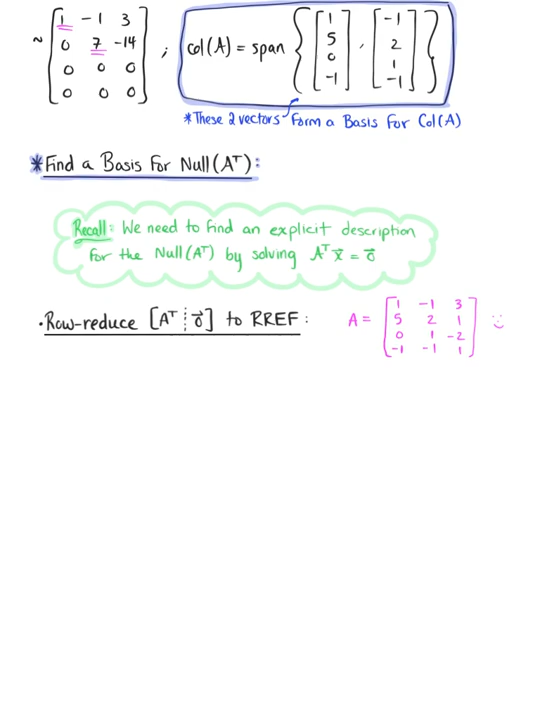 ~ [1 -1 3; 0 7 -14; 0 0 0; 0 0 0] ; col(A) = span { [1; 5; 0; -1] , [-1; 2; 1; -1] }
*These 2 vectors Form a Basis For Col(A)
*Find a Basis For Null(Aᵀ):
Recall: We need to find an explicit description
for the Null(Aᵀ) by solving Aᵀx⃗ = 0⃗
•Row-reduce [Aᵀ ⋮ 0⃗] to RREF: A = [1 -1 3; 5 2 1; 0 1 -2; -1 -1 1] :)